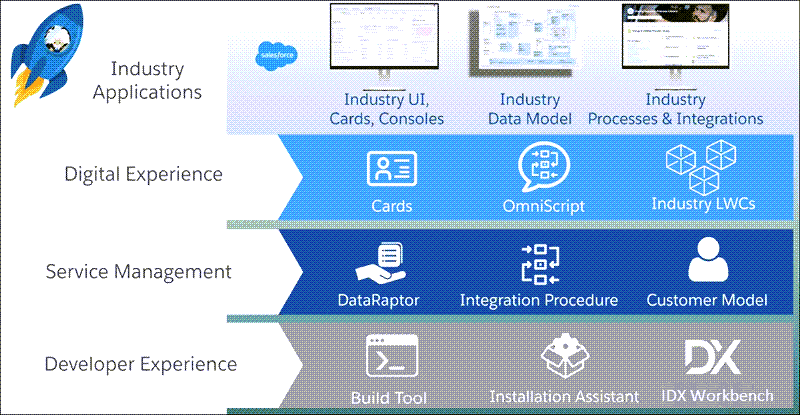 Industry
Applications
salesforce
Industry UI,
Cards, Consoles
Industry
Data Model
Industry
Processes & Integrations
Digital Experience
Cards
OmniScript
Industry LWCs
Service Management
DataRaptor
Integration Procedure
Customer Model
Developer Experience
Build Tool
Installation Assistant
DX
IDX Workbench